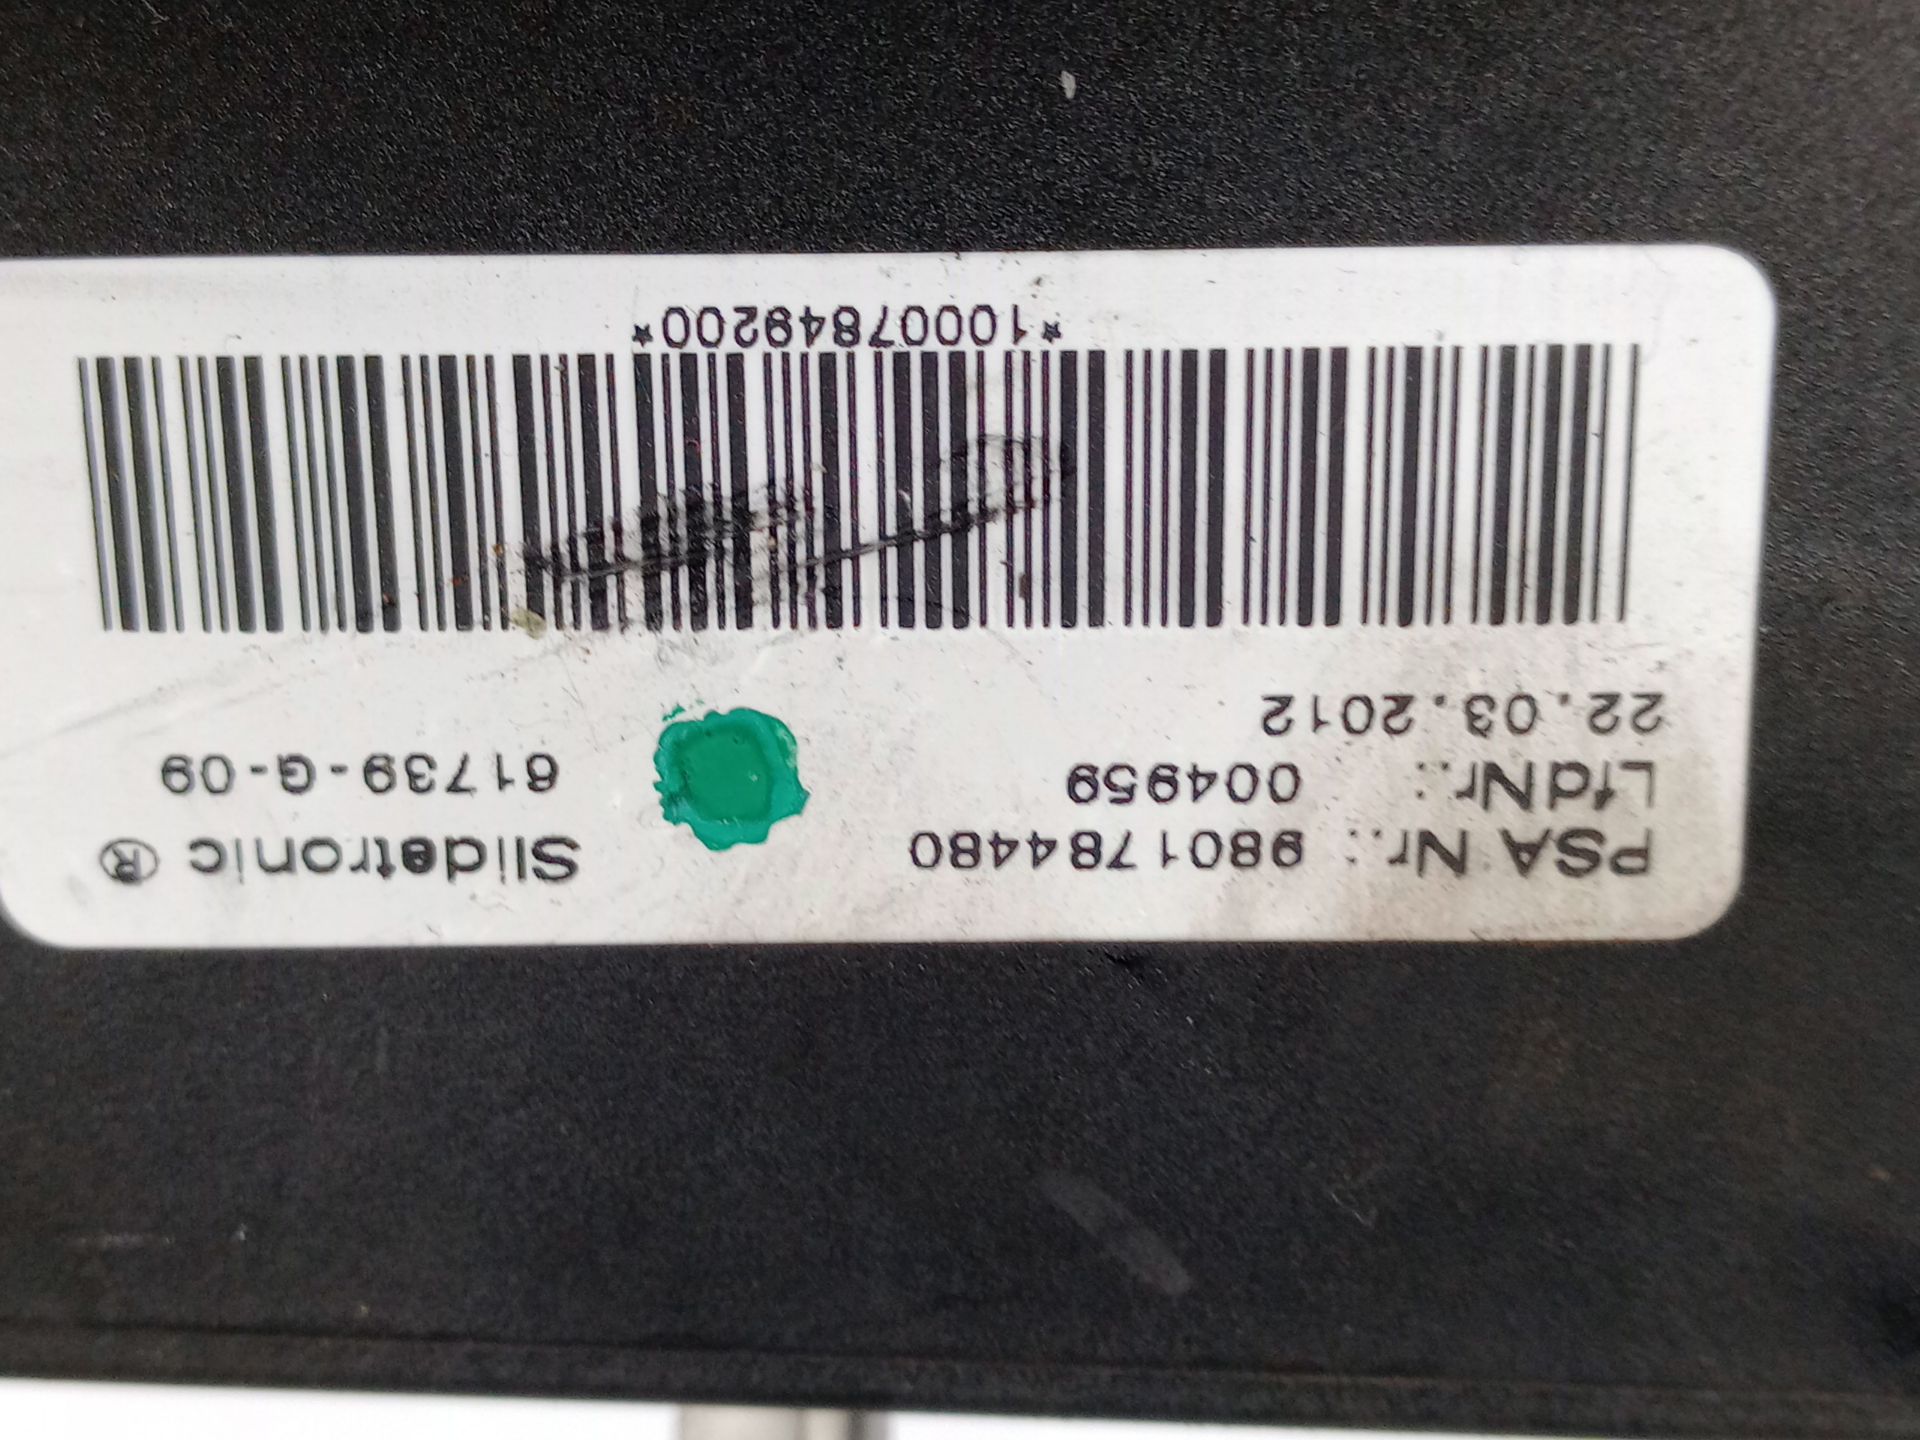 PSA Nr.: 9801784480 Slidetronic ®
LfdNr.: 004959 61739-G-09
22.03.2012
*10007849200*